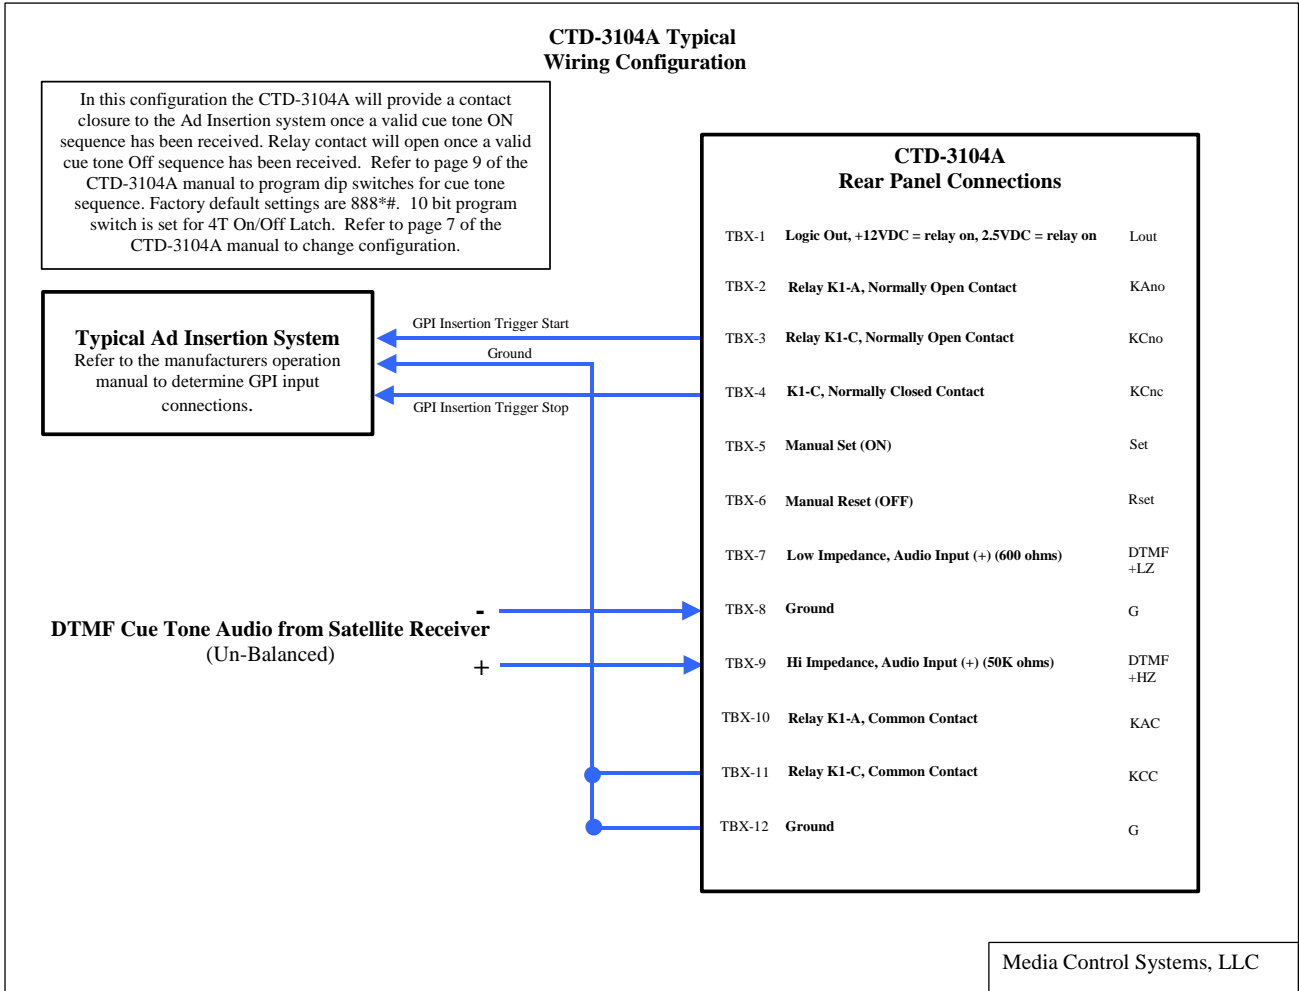 CTD-3104A Typical
Wiring Configuration
In this configuration the CTD-3104A will provide a contact
closure to the Ad Insertion system once a valid cue tone ON
sequence has been received. Relay contact will open once a valid
cue tone Off sequence has been received. Refer to page 9 of the
CTD-3104A manual to program dip switches for cue tone
sequence. Factory default settings are 888*#. 10 bit program
switch is set for 4T On/Off Latch. Refer to page 7 of the
CTD-3104A manual to change configuration.
Typical Ad Insertion System
Refer to the manufacturers operation
manual to determine GPI input
connections.
GPI Insertion Trigger Start
Ground
GPI Insertion Trigger Stop
DTMF Cue Tone Audio from Satellite Receiver
(Un-Balanced)
-
+
CTD-3104A
Rear Panel Connections
TBX-1 Logic Out, +12VDC = relay on, 2.5VDC = relay on Lout
TBX-2 Relay K1-A, Normally Open Contact KAno
TBX-3 Relay K1-C, Normally Open Contact KCno
TBX-4 K1-C, Normally Closed Contact KCnc
TBX-5 Manual Set (ON) Set
TBX-6 Manual Reset (OFF) Rset
TBX-7 Low Impedance, Audio Input (+) (600 ohms) DTMF
+LZ
TBX-8 Ground G
TBX-9 Hi Impedance, Audio Input (+) (50K ohms) DTMF
+HZ
TBX-10 Relay K1-A, Common Contact KAC
TBX-11 Relay K1-C, Common Contact KCC
TBX-12 Ground G
Media Control Systems, LLC